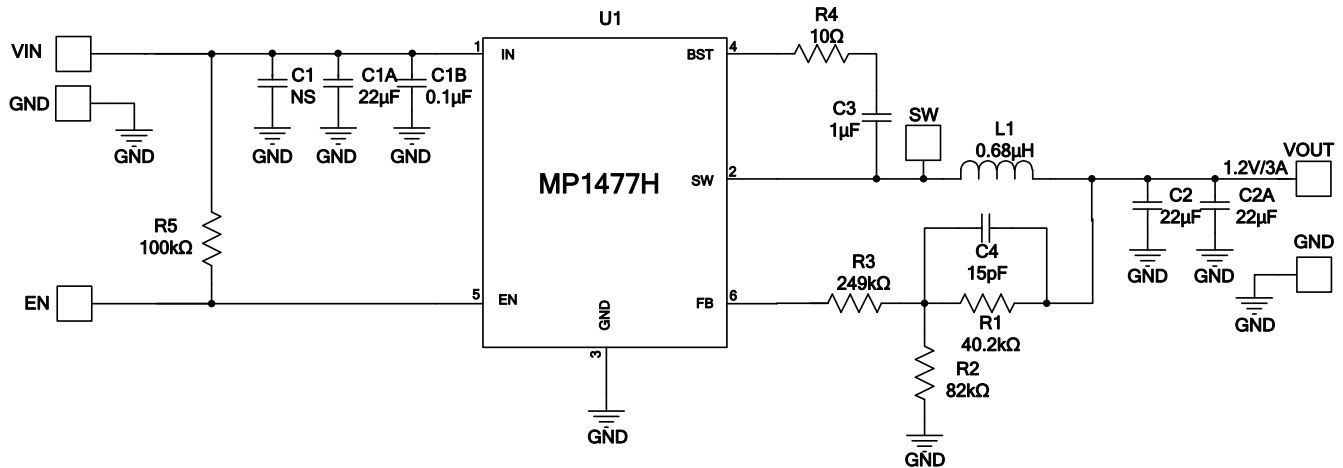 U1
VIN
1
IN
BST
4
R4
10Ω
C1
NS
C1A
22µF
C1B
0.1µF
GND
GND
GND
GND
GND
C3
1µF
SW
L1
0.68µH
MP1477H
SW
2
1.2V/3A
VOUT
C2
22µF
C2A
22µF
GND
GND
GND
GND
R5
100kΩ
C4
15pF
R3
249kΩ
EN
5
EN
FB
6
GND
3
R1
40.2kΩ
R2
82kΩ
GND
GND